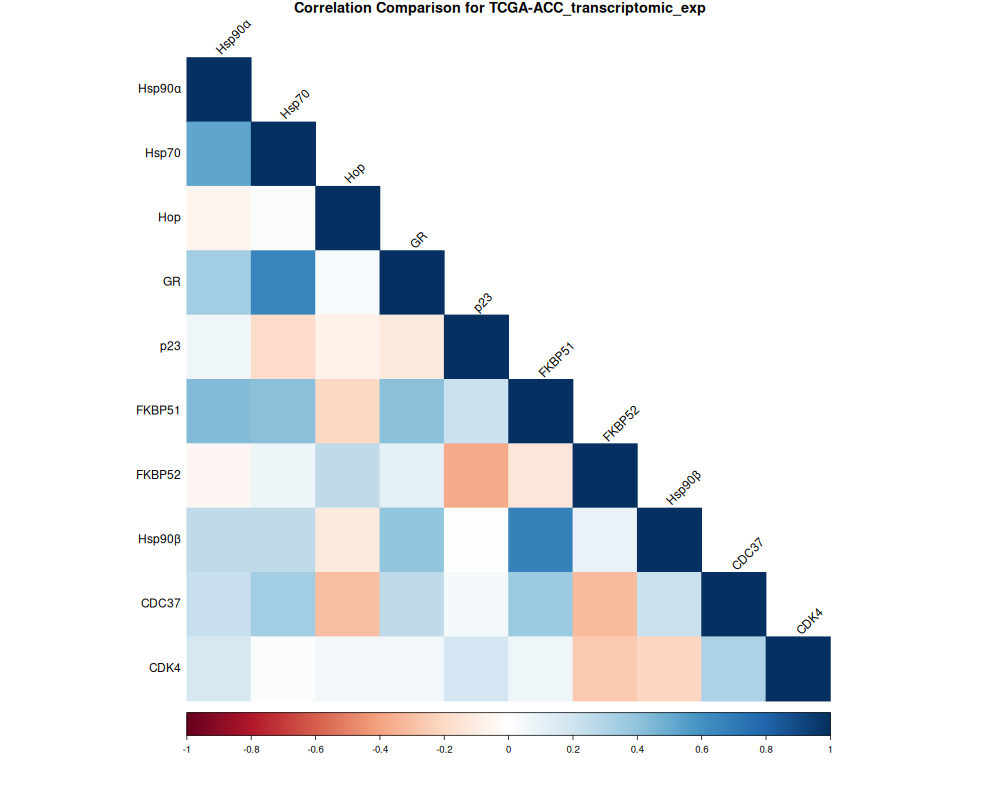 Correlation Comparison for TCGA-ACC_transcriptomic_exp
Hsp90α
Hsp70
Hop
GR
p23
FKBP51
FKBP52
Hsp90β
CDC37
CDK4
Hsp90α
Hsp70
Hop
GR
p23
FKBP51
FKBP52
Hsp90β
CDC37
CDK4
-1 -0.8 -0.6 -0.4 -0.2 0 0.2 0.4 0.6 0.8 1